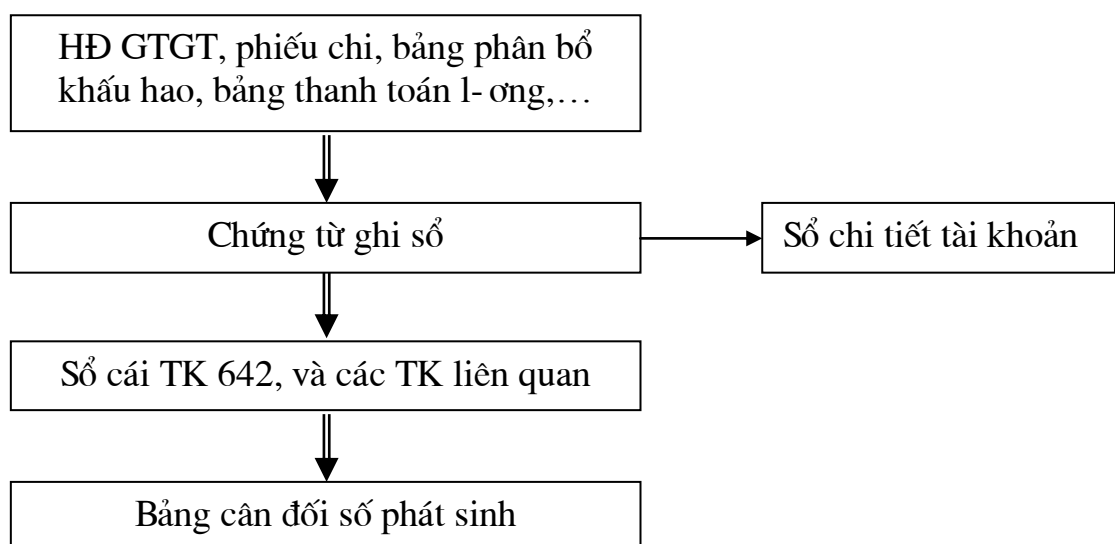 HĐ GTGT, phiếu chi, bảng phân bổ
khấu hao, bảng thanh toán l- ơng,…
Chứng từ ghi sổ
Sổ chi tiết tài khoản
Sổ cái TK 642, và các TK liên quan
Bảng cân đối số phát sinh